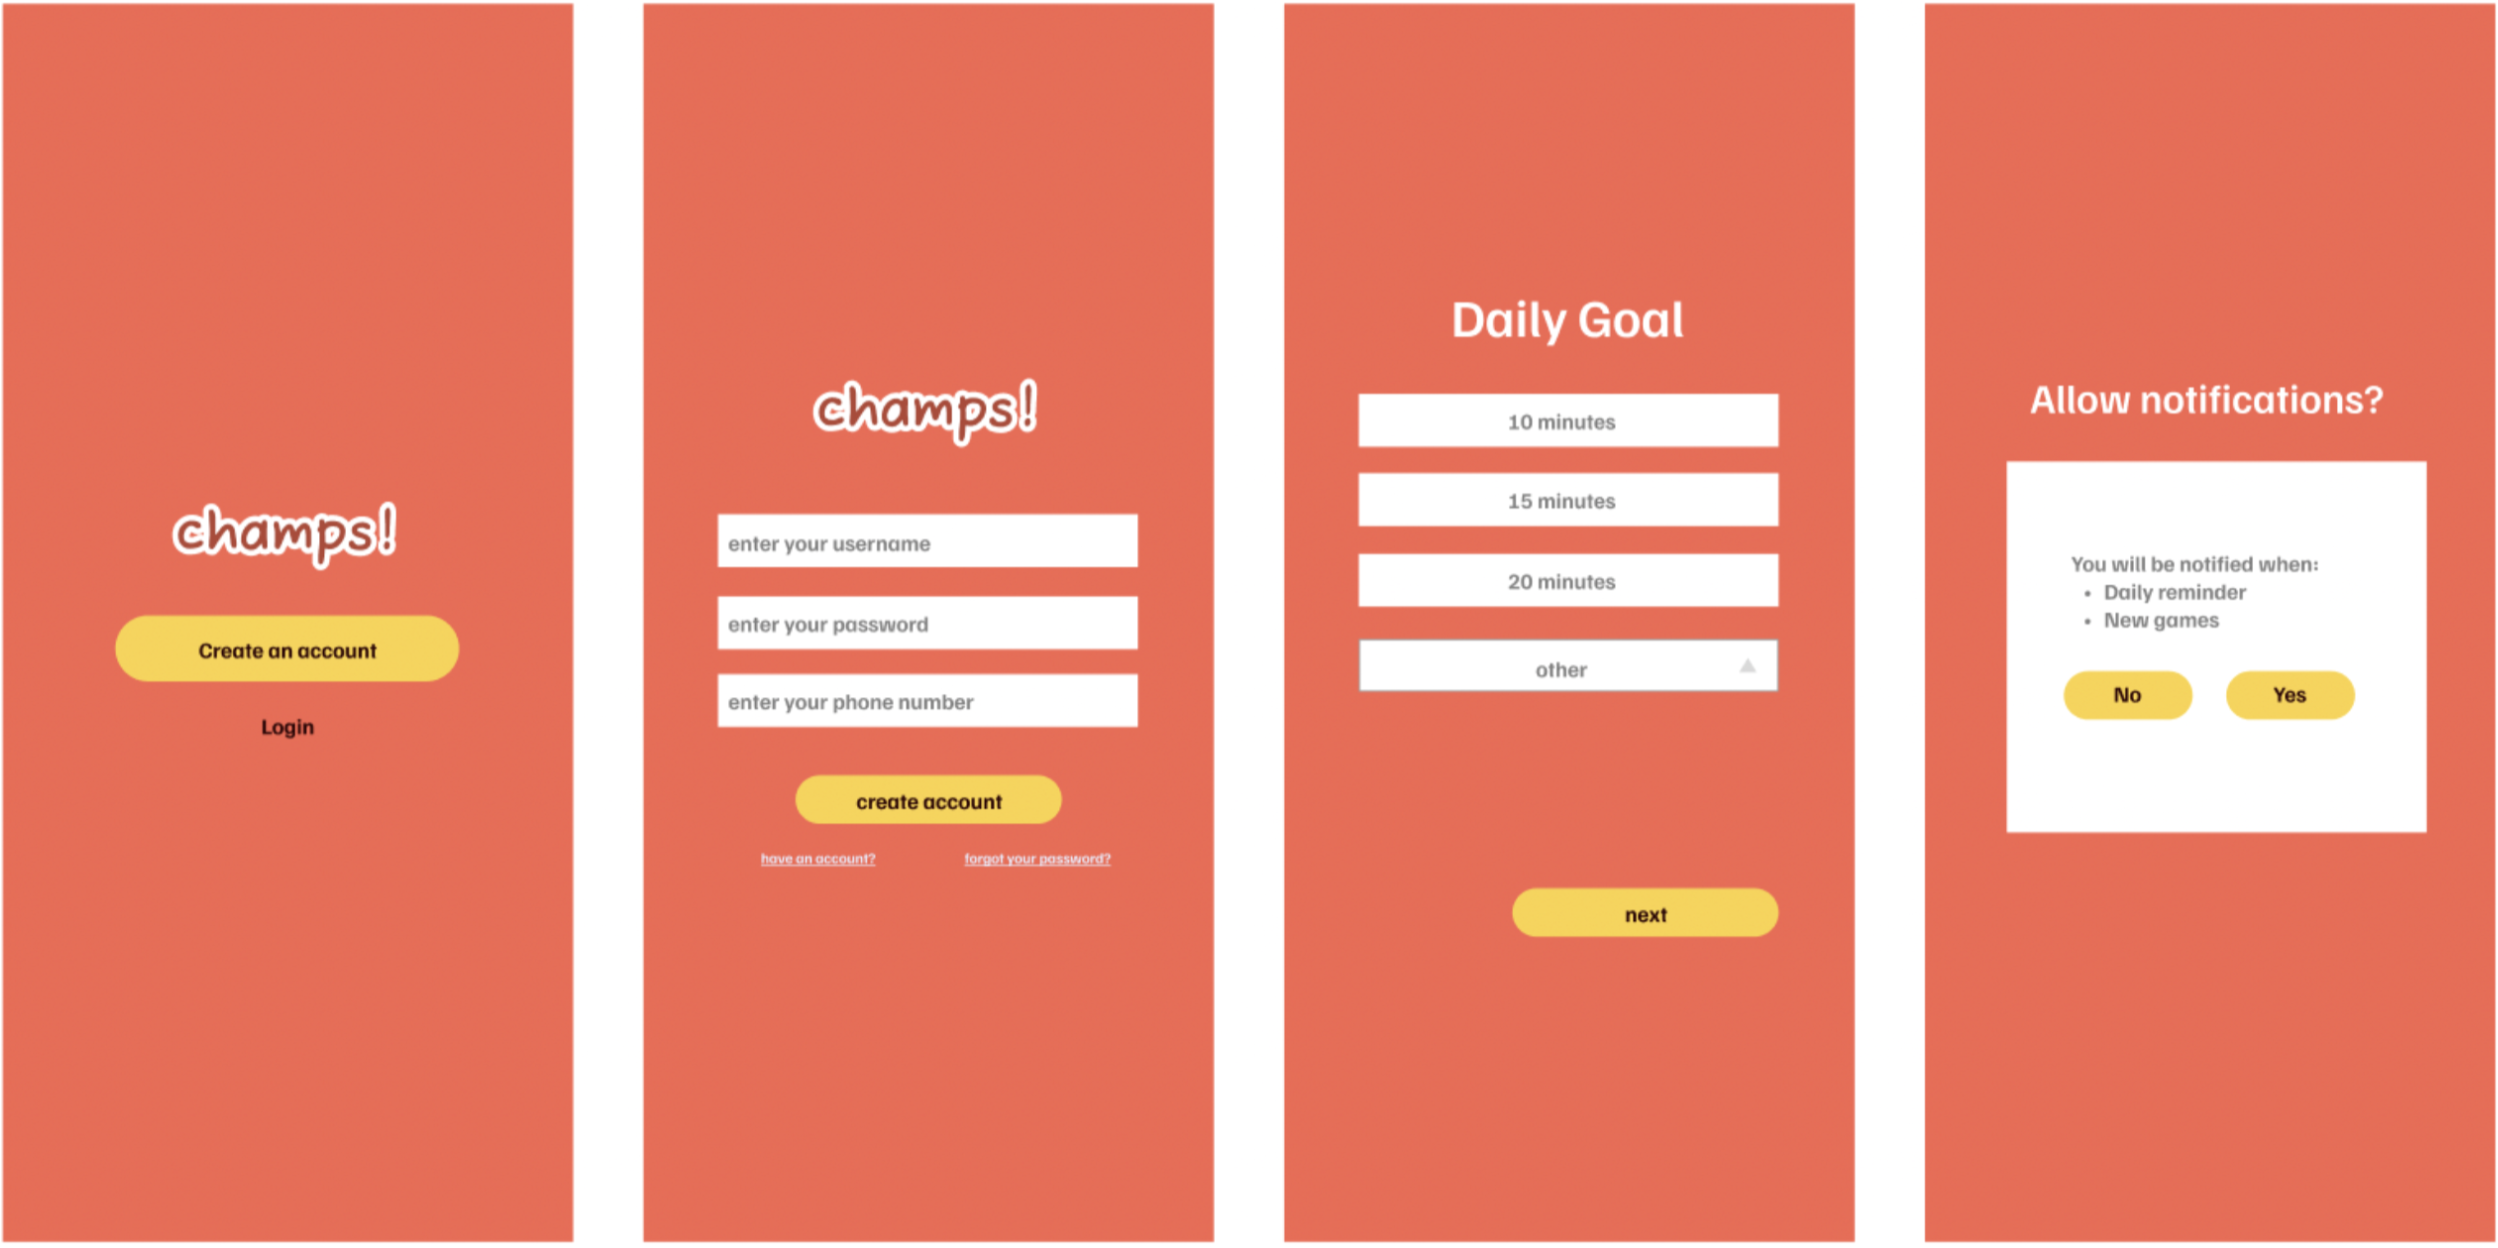 champs!
Create an account
Login
champs!
enter your username
enter your password
enter your phone number
create account
have an account?
forgot your password?
Daily Goal
10 minutes
15 minutes
20 minutes
other
next
Allow notifications?
You will be notified when:
• Daily reminder
• New games
No
Yes